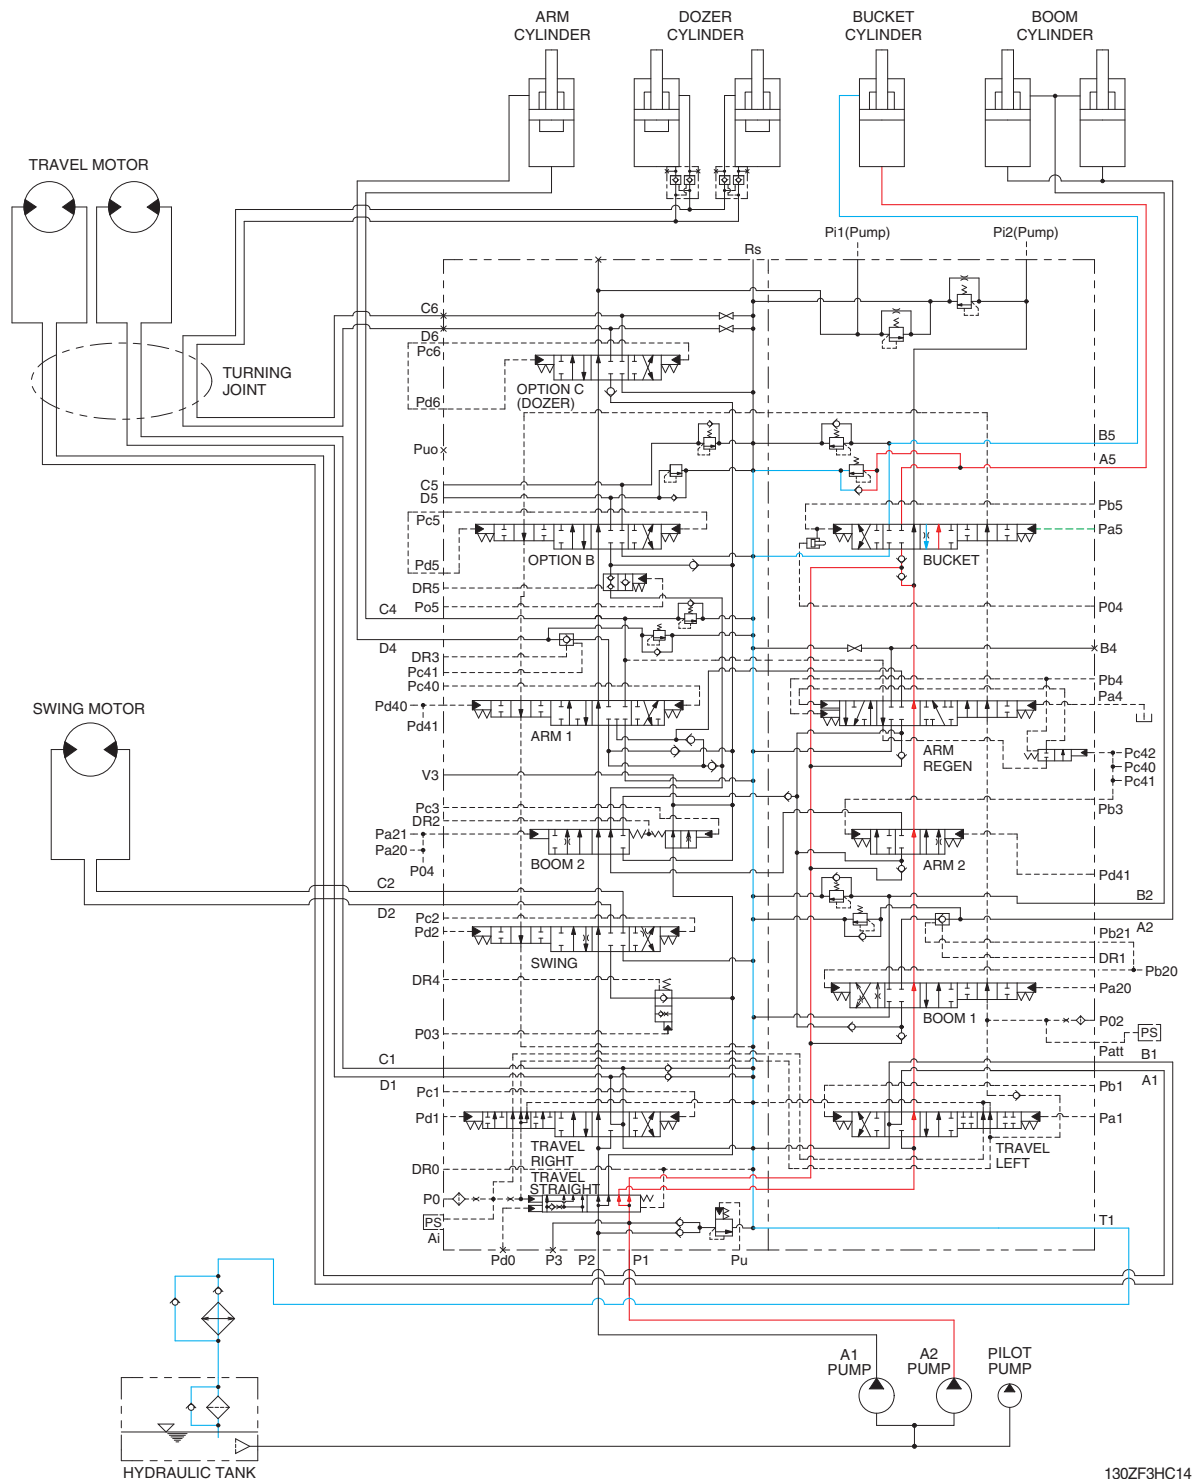 ARM
CYLINDER
DOZER
CYLINDER
BUCKET
CYLINDER
BOOM
CYLINDER
TRAVEL MOTOR
Rs
Pi1(Pump)
Pi2(Pump)
C6
D6
Pc6
Pd6
TURNING
JOINT
OPTION C
(DOZER)
Puo
B5
A5
C5
D5
Pc5
Pd5
Pb5
Pa5
OPTION B
BUCKET
DR5
Po5
P04
C4
D4
B4
DR3
Pc41
Pc40
Pb4
Pa4
Pd40
Pd41
SWING MOTOR
ARM 1
ARM
REGEN
Pc42
Pc40
Pc41
V3
Pc3
DR2
Pb3
Pa21
Pa20
P04
BOOM 2
ARM 2
Pd41
C2
B2
D2
A2
Pc2
Pd2
Pb21
DR1
SWING
Pb20
DR4
Pa20
BOOM 1
P03
P02
PS
Patt
C1
B1
D1
A1
Pc1
Pb1
Pd1
Pa1
TRAVEL
RIGHT
TRAVEL
LEFT
DR0
TRAVEL
STRAIGHT
P0
PS
Ai
T1
Pd0
P3
P2
P1
Pu
A1
PUMP
A2
PUMP
PILOT
PUMP
HYDRAULIC TANK
130ZF3HC14